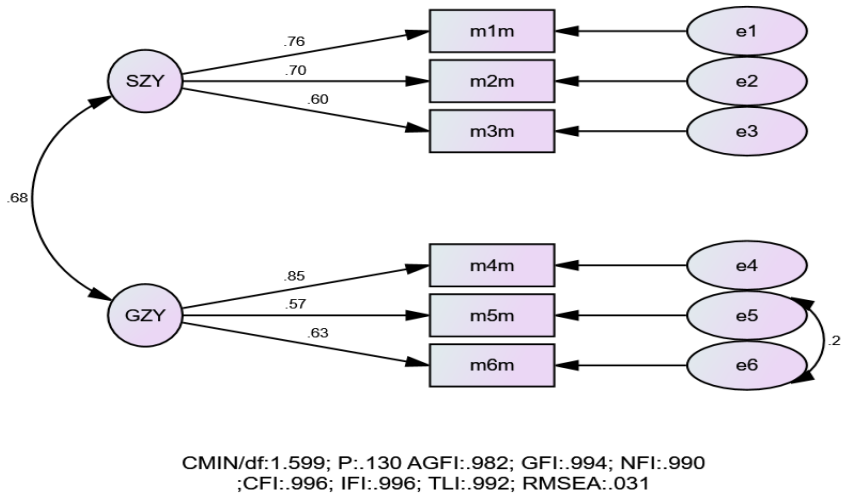 .76
m1m
e1
SZY
.70
m2m
e2
.60
m3m
e3
.68
.85
m4m
e4
GZY
.57
m5m
e5
.63
m6m
e6
.2
CMIN/df:1.599; P:.130 AGFI:.982; GFI:.994; NFI:.990
;CFI:.996; IFI:.996; TLI:.992; RMSEA:.031